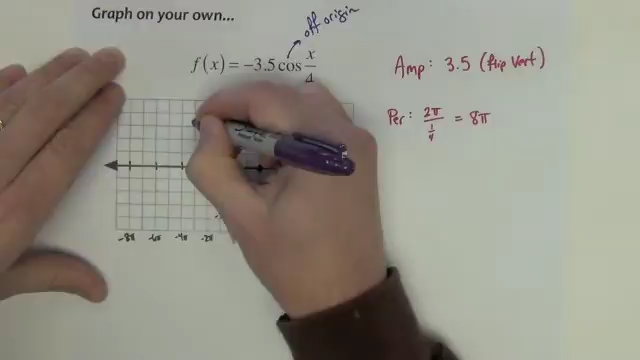 Graph on your own...
off origin
f(x) = −3.5 cos x/4
Amp: 3.5 (flip vert)
Per: 2π/(1/4) = 8π
-8π -6π -4π -2π